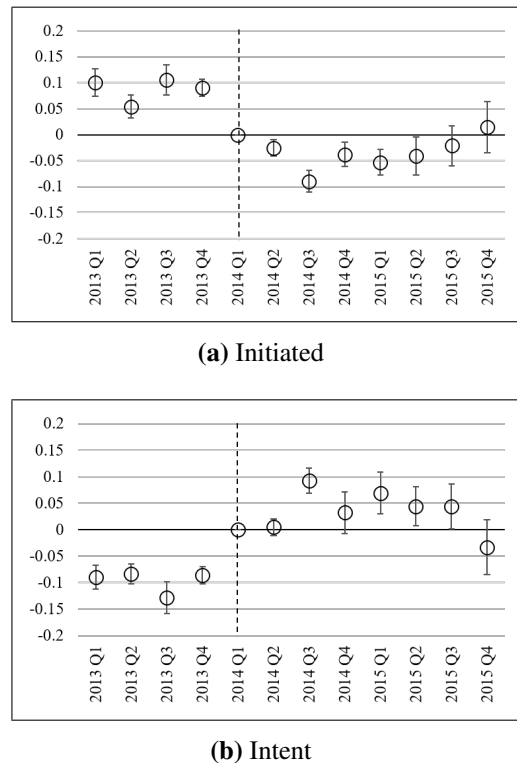 0.2
0.15
0.1
0.05
0
-0.05
-0.1
-0.15
-0.2
2013 Q1
2013 Q2
2013 Q3
2013 Q4
2014 Q1
2014 Q2
2014 Q3
2014 Q4
2015 Q1
2015 Q2
2015 Q3
2015 Q4
(a) Initiated
0.2
0.15
0.1
0.05
0
-0.05
-0.1
-0.15
-0.2
2013 Q1
2013 Q2
2013 Q3
2013 Q4
2014 Q1
2014 Q2
2014 Q3
2014 Q4
2015 Q1
2015 Q2
2015 Q3
2015 Q4
(b) Intent